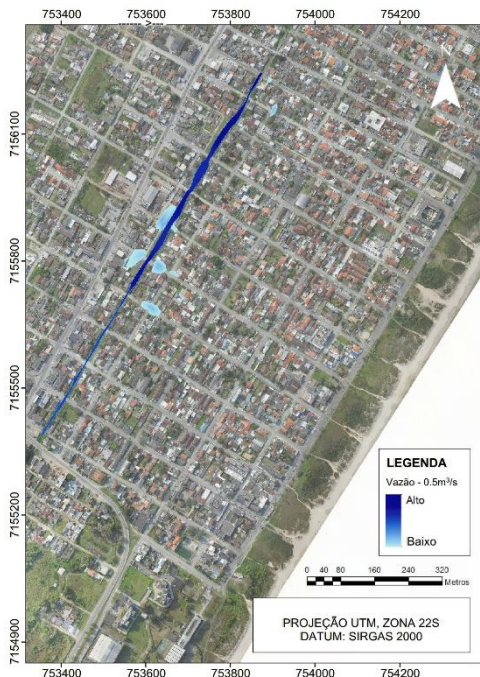 753400 753600 753800 754000 754200
7156100
7155800
7155500
7155200
7154900
N
LEGENDA
Vazão - 0.5m³/s
Alto
Baixo
0 40 80 160 240 320
Metros
PROJEÇÃO UTM, ZONA 22S
DATUM: SIRGAS 2000
753400 753600 753800 754000 754200